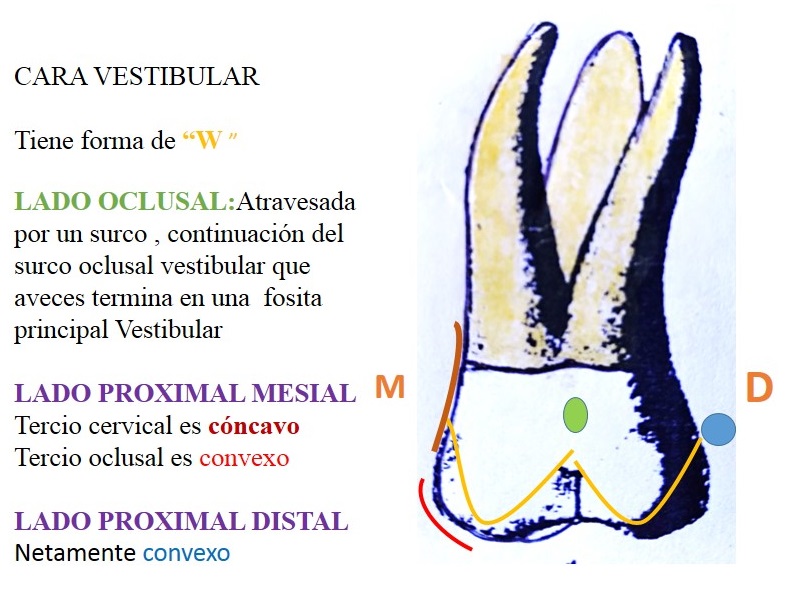 CARA VESTIBULAR
Tiene forma de “W ”
LADO OCLUSAL:Atravesada
por un surco , continuación del
surco oclusal vestibular que
aveces termina en una fosita
principal Vestibular
LADO PROXIMAL MESIAL
Tercio cervical es cóncavo
Tercio oclusal es convexo
LADO PROXIMAL DISTAL
Netamente convexo
M
D